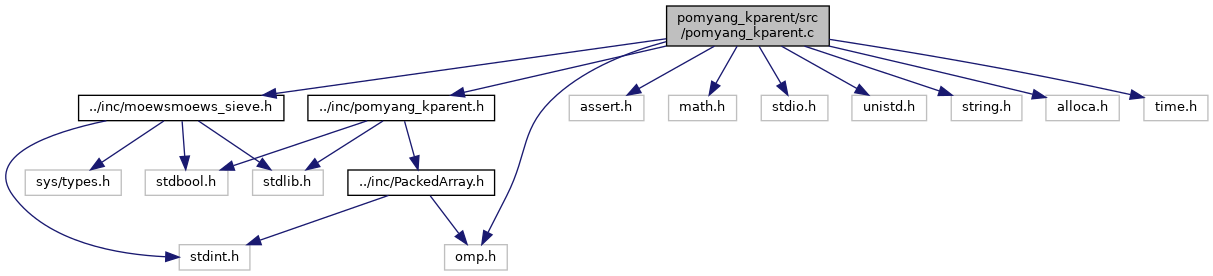 pomyang_kparent/src
/pomyang_kparent.c
../inc/moewsmoews_sieve.h
../inc/pomyang_kparent.h
assert.h
math.h
stdio.h
unistd.h
string.h
alloca.h
time.h
sys/types.h
stdbool.h
stdlib.h
../inc/PackedArray.h
stdint.h
omp.h